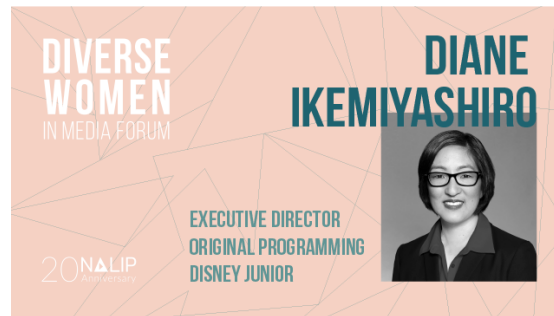 DIVERSE
WOMEN
IN MEDIA FORUM
DIANE
IKEMIYASHIRO
EXECUTIVE DIRECTOR
ORIGINAL PROGRAMMING
DISNEY JUNIOR
20 NALIP
Anniversary